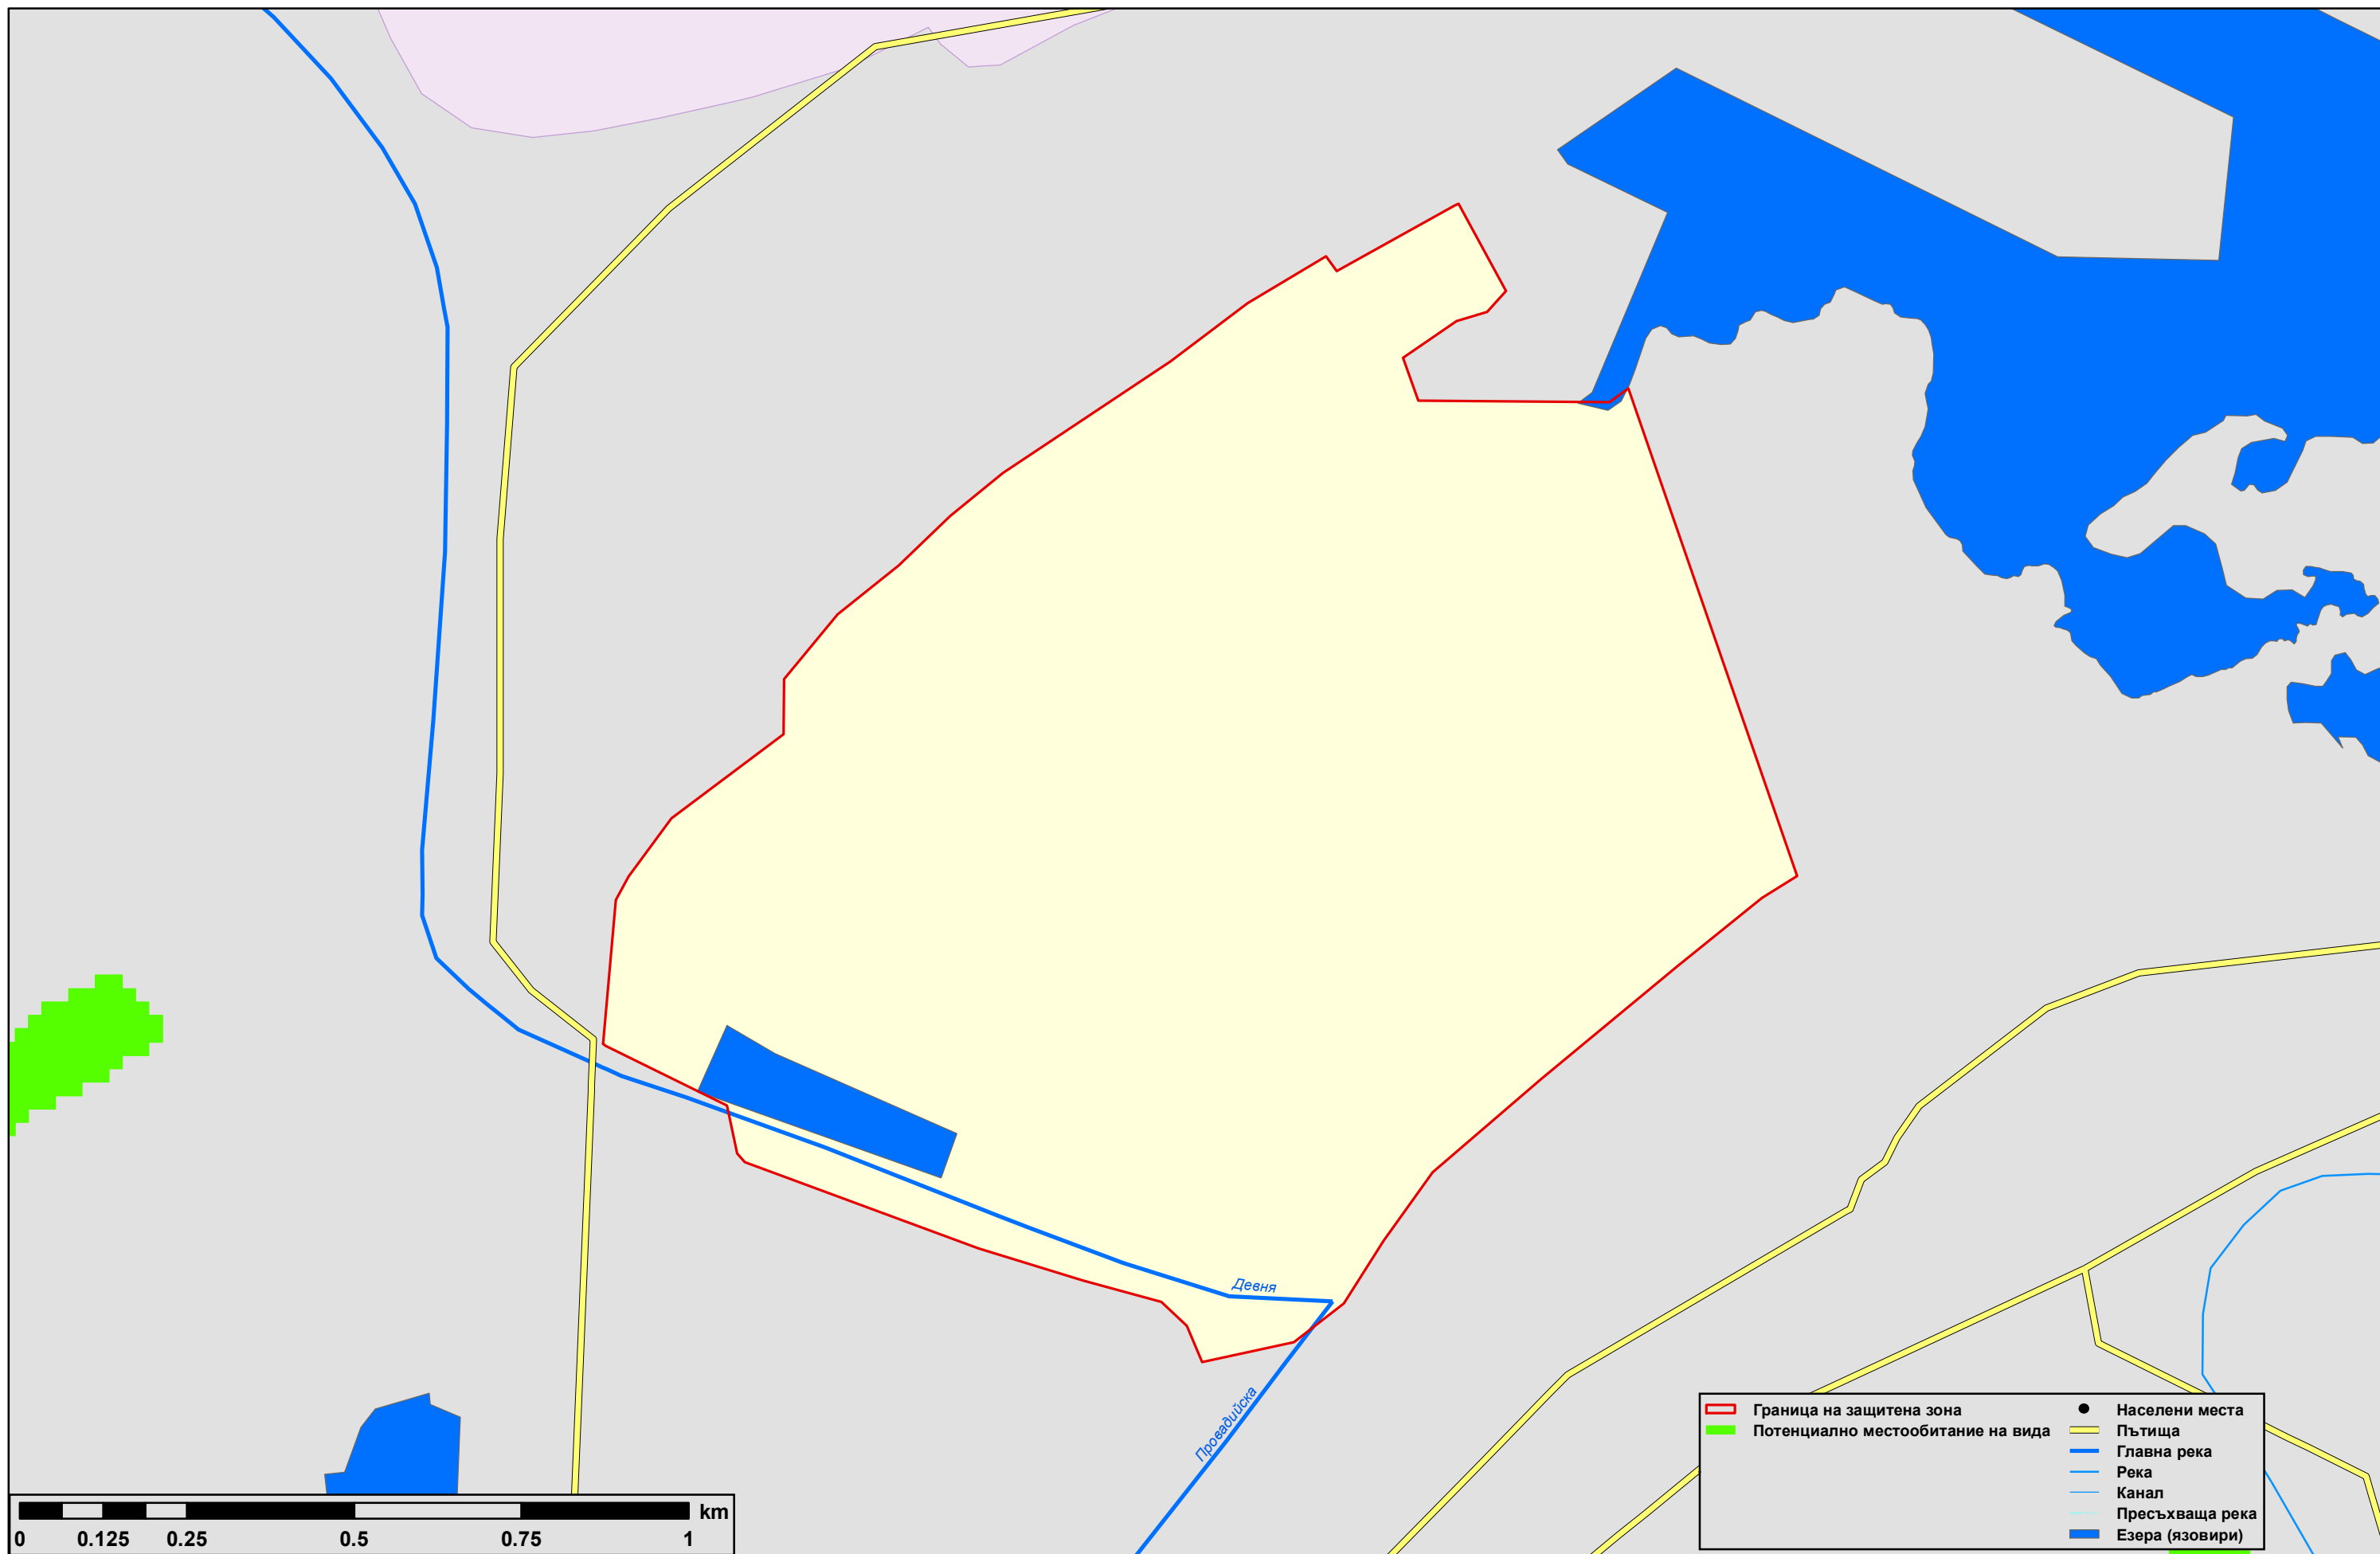 Девня
Провадийска
Граница на защитена зона
Потенциално местообитание на вида
Населени места
Пътища
Главна река
Река
Канал
Пресъхваща река
Езера (язовири)
km
0 0.125 0.25 0.5 0.75 1